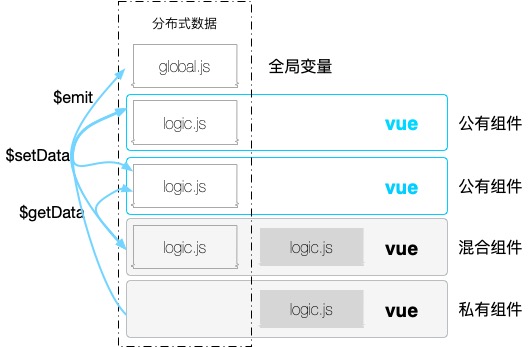 分布式数据
global.js 全局变量
$emit
logic.js vue 公有组件
$setData
logic.js vue 公有组件
$getData
logic.js logic.js vue 混合组件
logic.js vue 私有组件